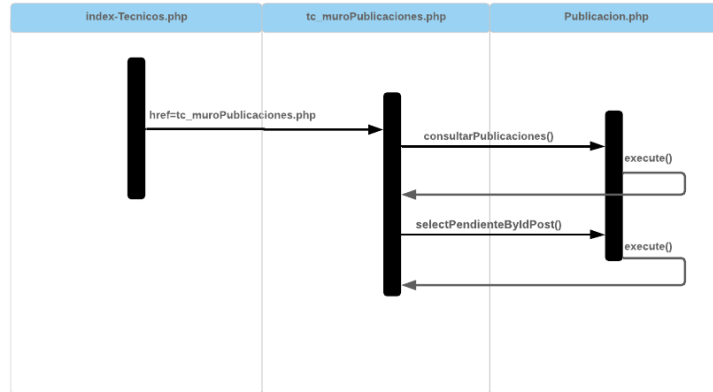 index-Tecnicos.php
tc_muroPublicaciones.php
Publicacion.php
href=tc_muroPublicaciones.php
consultarPublicaciones()
execute()
selectPendienteByIdPost()
execute()